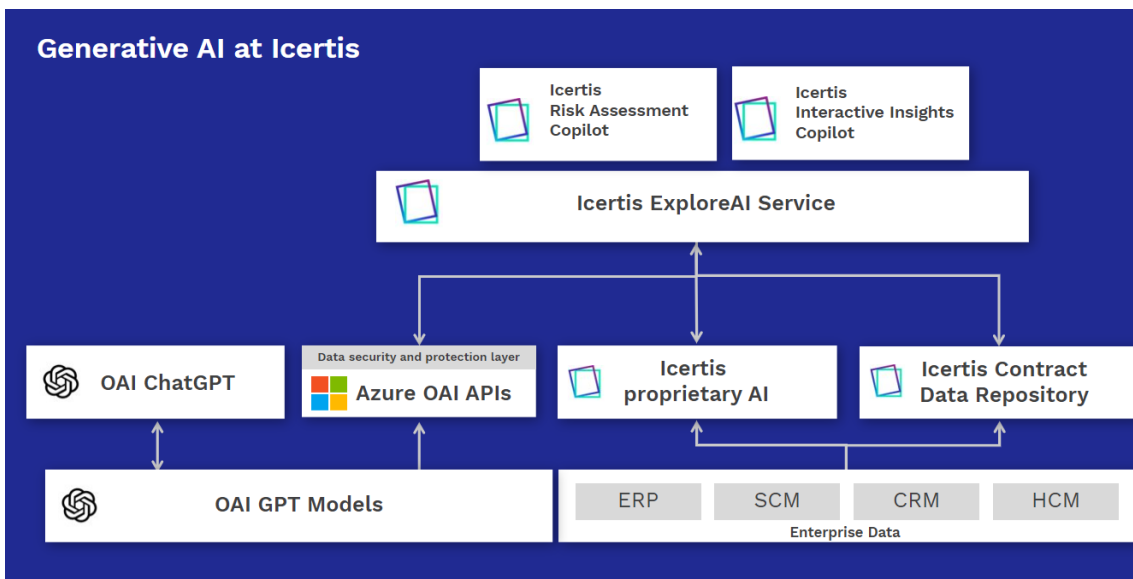 Generative AI at Icertis
Icertis
Risk Assessment
Copilot
Icertis
Interactive Insights
Copilot
Icertis ExploreAI Service
OAI ChatGPT
Data security and protection layer
Azure OAI APIs
Icertis
proprietary AI
Icertis Contract
Data Repository
OAI GPT Models
ERP
SCM
CRM
HCM
Enterprise Data